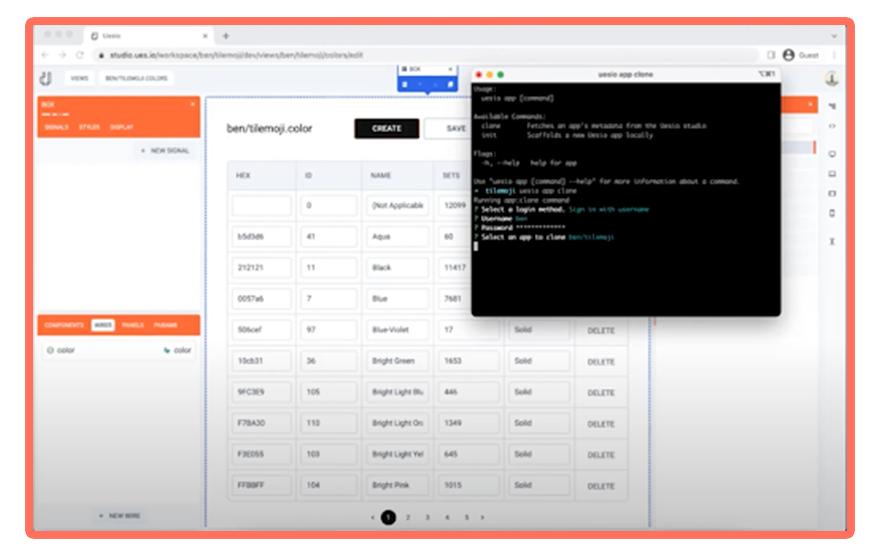 Uesio
studio.ues.io/workspace/ben/tilemoji/dev/views/ben/tilemoji/colors/edit
Guest
VIEWS
BEN/TILEMOJI.COLORS
BOX
BOX
SIGNALS STYLES DISPLAY
+ NEW SIGNAL
ben/tilemoji.color
CREATE
SAVE
HEX ID NAME SETS
0 (Not Applicable 12099
b5d3d6 41 Aqua 60
212121 11 Black 11417
0057a6 7 Blue 7681
506cef 97 Blue-Violet 17 Solid DELETE
10cb31 36 Bright Green 1653 Solid DELETE
9FC3E9 105 Bright Light Blu 446 Solid DELETE
F7BA30 110 Bright Light Ora 1349 Solid DELETE
F3E055 103 Bright Light Yel 645 Solid DELETE
FFBBFF 104 Bright Pink 1015 Solid DELETE
< 1 2 3 4 5 >
COMPONENTS WIRES PANELS PARAMS
color color
+ NEW WIRE
uesio app clone
⌥⌘1
Usage:
uesio app [command]
Available Commands:
clone Fetches an app's metadata from the Uesio studio
init Scaffolds a new Uesio app locally
Flags:
-h, --help help for app
Use "uesio app [command] --help" for more information about a command.
→ tilemoji uesio app clone
Running app:clone command
? Select a login method. Sign in with username
? Username ben
? Password *************
? Select an app to clone ben/tilemoji